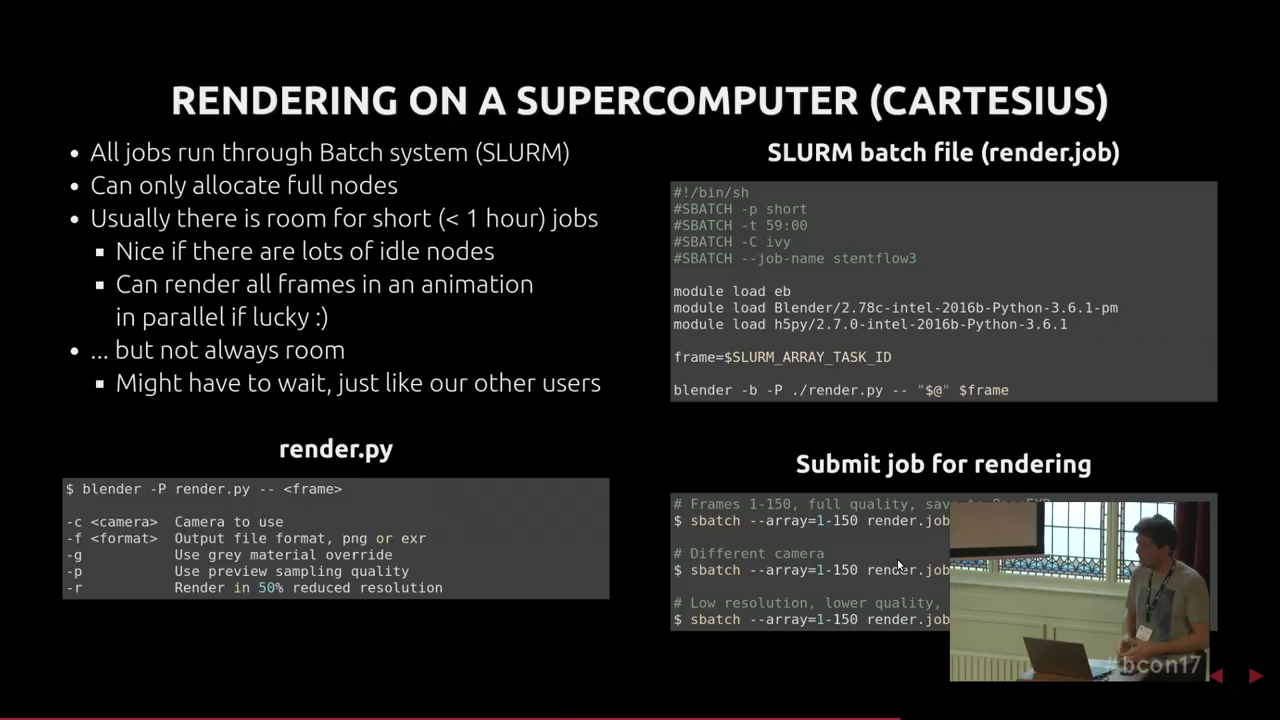 RENDERING ON A SUPERCOMPUTER (CARTESIUS)
• All jobs run through Batch system (SLURM)
• Can only allocate full nodes
• Usually there is room for short (< 1 hour) jobs
▪ Nice if there are lots of idle nodes
▪ Can render all frames in an animation
in parallel if lucky :)
• ... but not always room
▪ Might have to wait, just like our other users
render.py
$ blender -P render.py -- <frame>
-c <camera>  Camera to use
-f <format>  Output file format, png or exr
-g           Use grey material override
-p           Use preview sampling quality
-r           Render in 50% reduced resolution
SLURM batch file (render.job)
#!/bin/sh
#SBATCH -p short
#SBATCH -t 59:00
#SBATCH -C ivy
#SBATCH --job-name stentflow3
module load eb
module load Blender/2.78c-intel-2016b-Python-3.6.1-pm
module load h5py/2.7.0-intel-2016b-Python-3.6.1
frame=$SLURM_ARRAY_TASK_ID
blender -b -P ./render.py -- "$@" $frame
Submit job for rendering
# Frames 1-150, full quality,
$ sbatch --array=1-150 render.job
# Different camera
$ sbatch --array=1-150 render.job
# Low resolution, lower quality,
$ sbatch --array=1-150 render.job
#bcon17